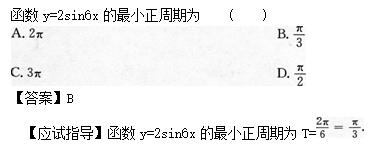 函数 y=2sin6x 的最小正周期为 ( )
A. 2π B. π/3
C. 3π D. π/2
【答案】B
【应试指导】函数 y=2sin6x 的最小正周期为 T=2π/6=π/3.